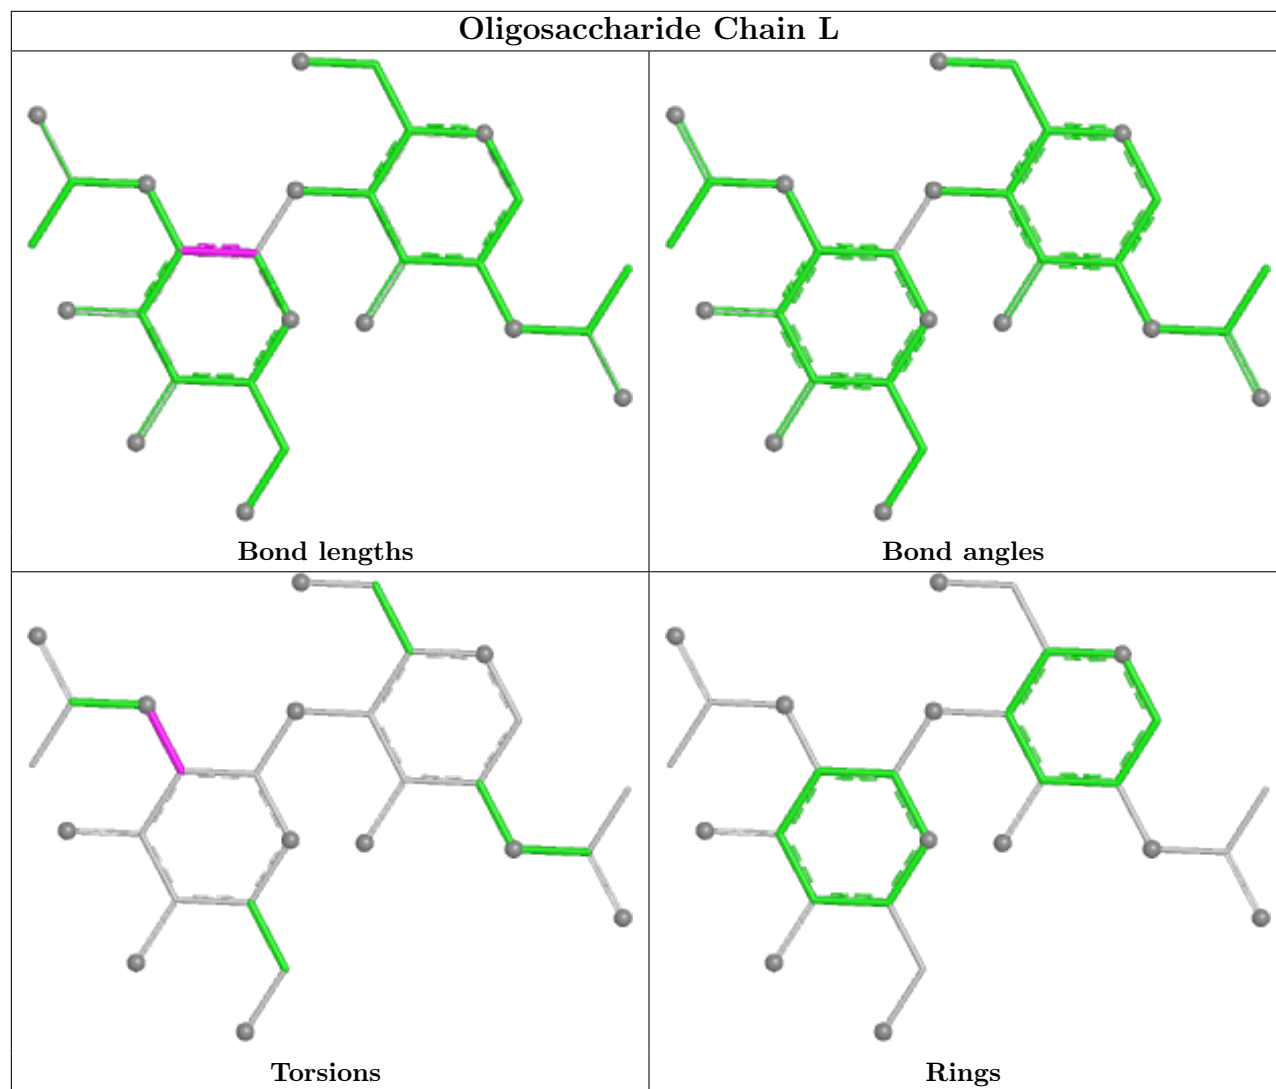 Oligosaccharide Chain L
Bond lengths
Bond angles
Torsions
Rings